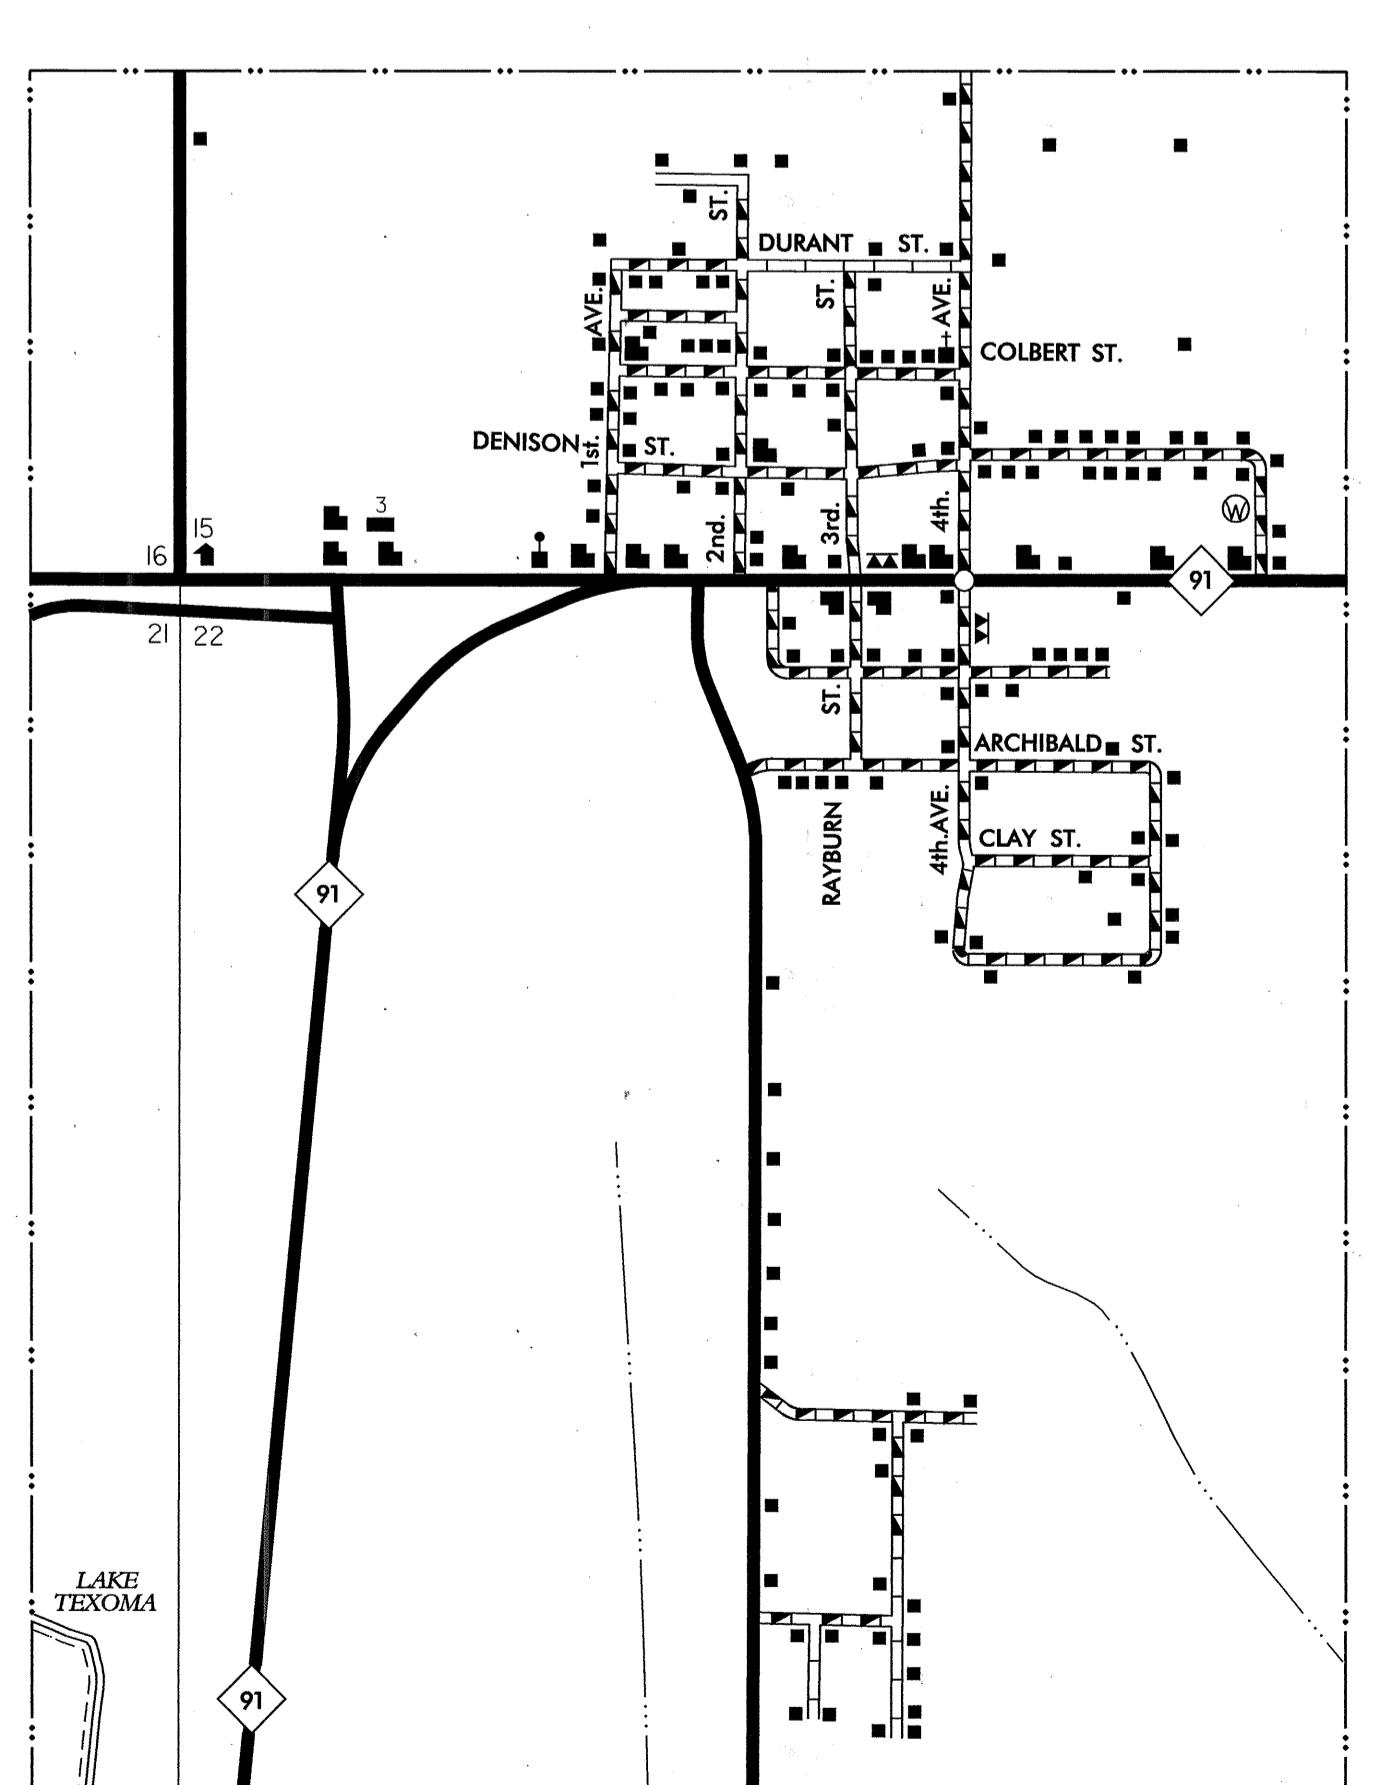 ST.
DURANT ST.
AVE.
ST.
AVE.
COLBERT ST.
DENISON ST.
1st.
2nd.
3rd.
4th.
W
3
15
16
91
21 22
ST.
ARCHIBALD ST.
4th. AVE.
CLAY ST.
RAYBURN
91
LAKE
TEXOMA
91